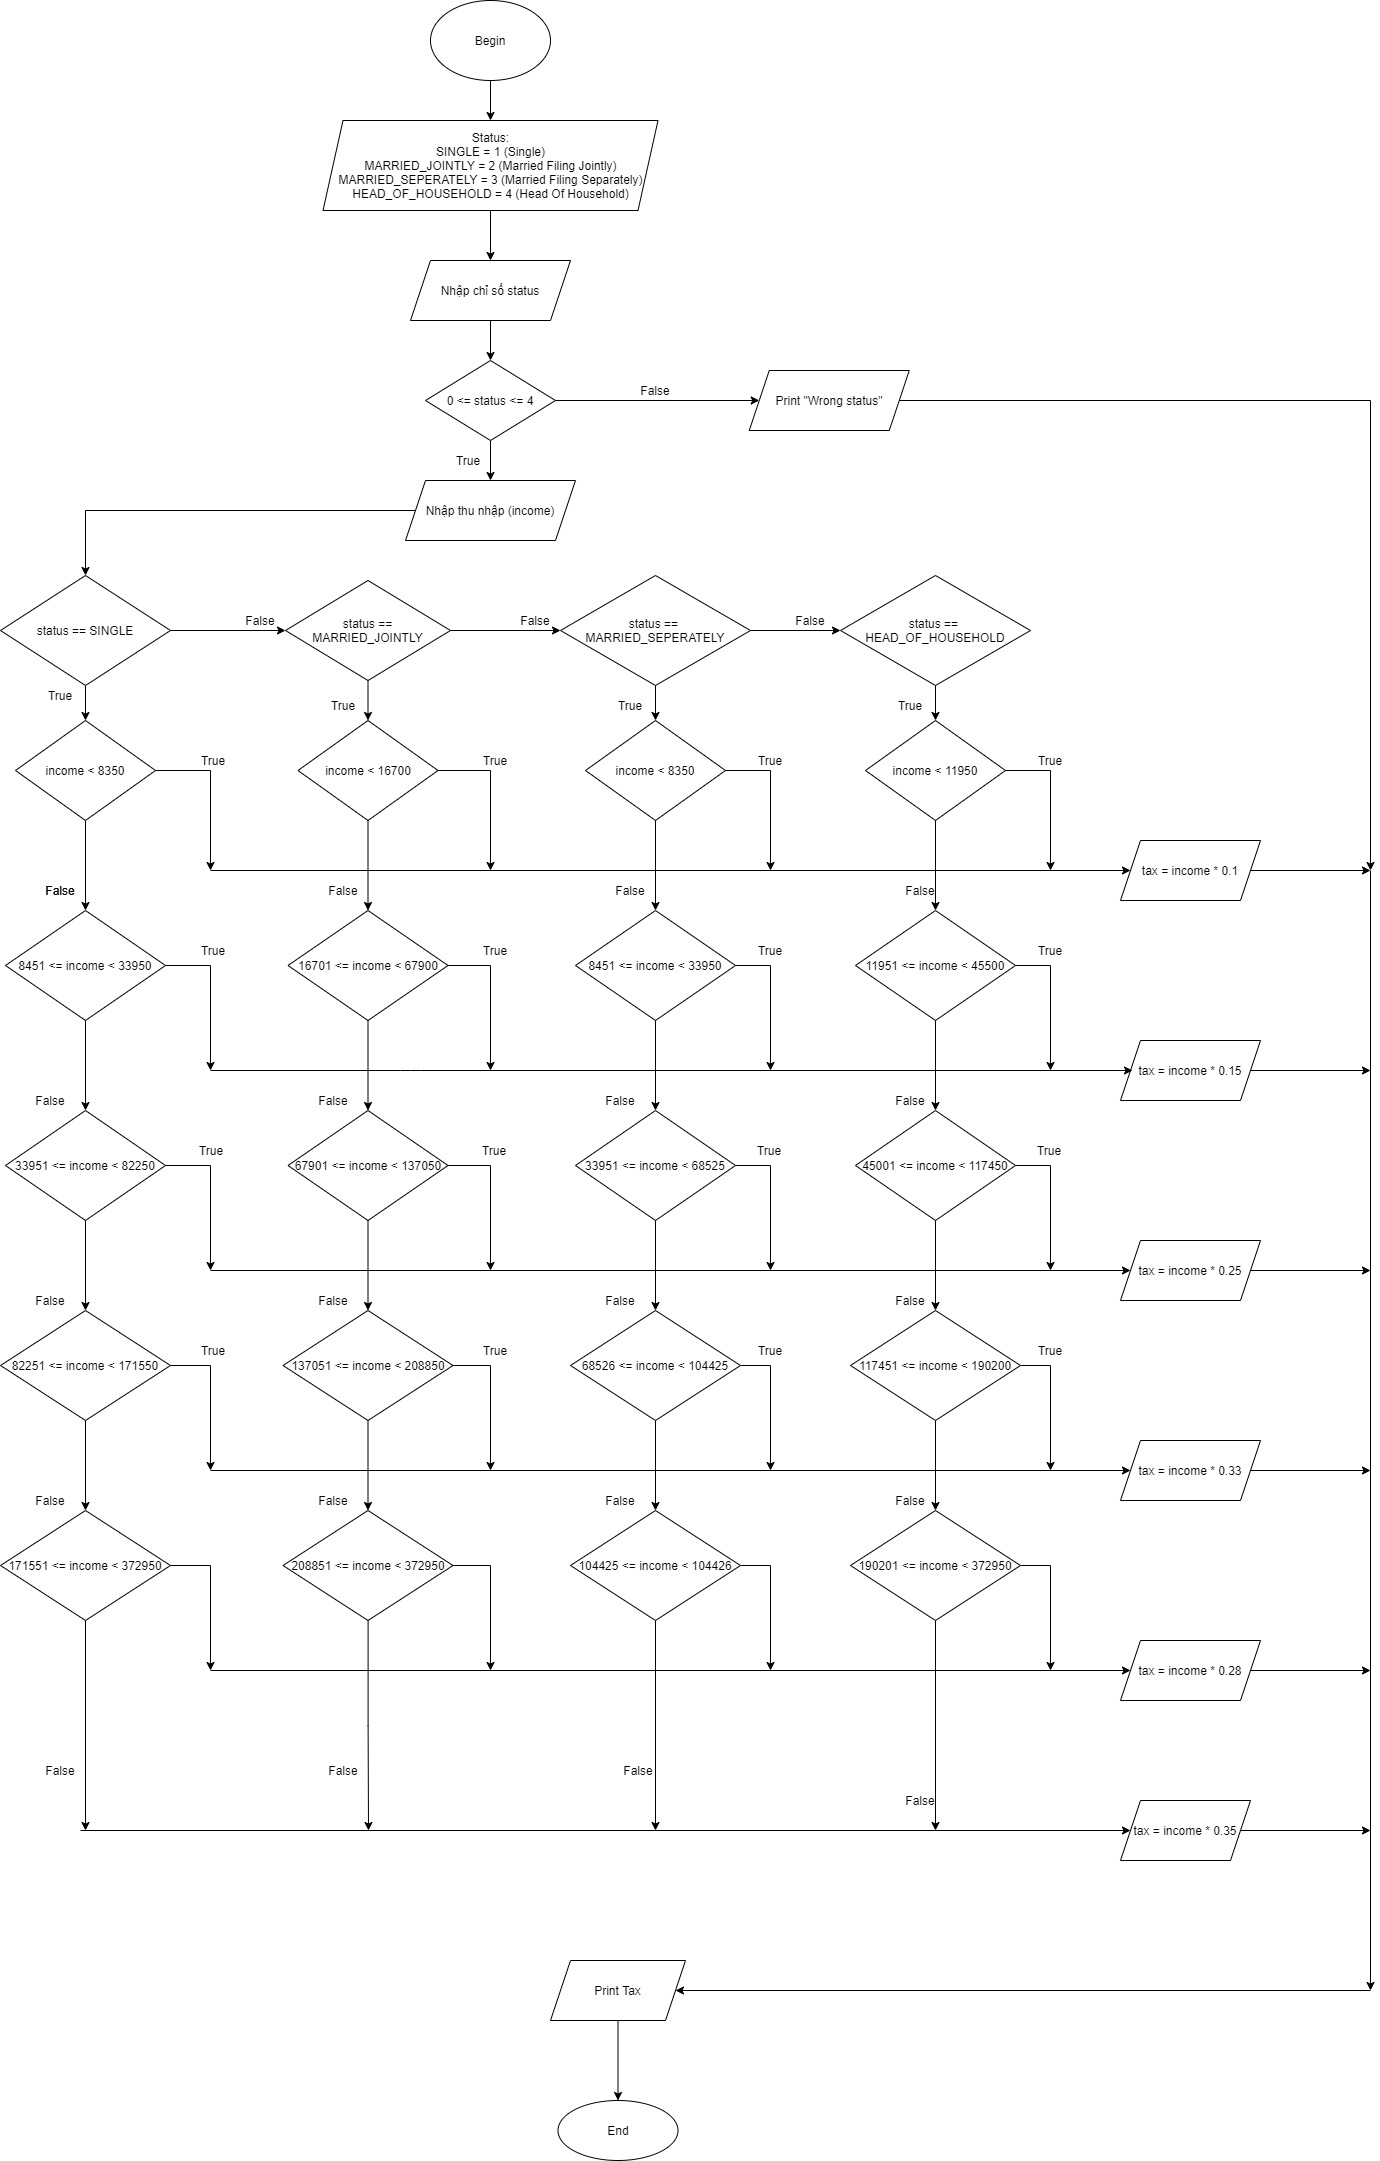 Begin
Status:
SINGLE = 1 (Single)
MARRIED_JOINTLY = 2 (Married Filing Jointly)
MARRIED_SEPERATELY = 3 (Married Filing Separately)
HEAD_OF_HOUSEHOLD = 4 (Head Of Household)
Nhập chỉ số status
0 <= status <= 4
False
Print "Wrong status"
True
Nhập thu nhập (income)
status == SINGLE
False
status ==
MARRIED_JOINTLY
False
status ==
MARRIED_SEPERATELY
False
status ==
HEAD_OF_HOUSEHOLD
True
True
True
True
income < 8350
True
income < 16700
True
income < 8350
True
income < 11950
True
tax = income * 0.1
False
False
False
False
8451 <= income < 33950
True
16701 <= income < 67900
True
8451 <= income < 33950
True
11951 <= income < 45500
True
tax = income * 0.15
False
False
False
False
33951 <= income < 82250
True
67901 <= income < 137050
True
33951 <= income < 68525
True
45001 <= income < 117450
True
tax = income * 0.25
False
False
False
False
82251 <= income < 171550
True
137051 <= income < 208850
True
68526 <= income < 104425
True
117451 <= income < 190200
True
tax = income * 0.33
False
False
False
False
171551 <= income < 372950
208851 <= income < 372950
104425 <= income < 104426
190201 <= income < 372950
tax = income * 0.28
False
False
False
False
tax = income * 0.35
Print Tax
End